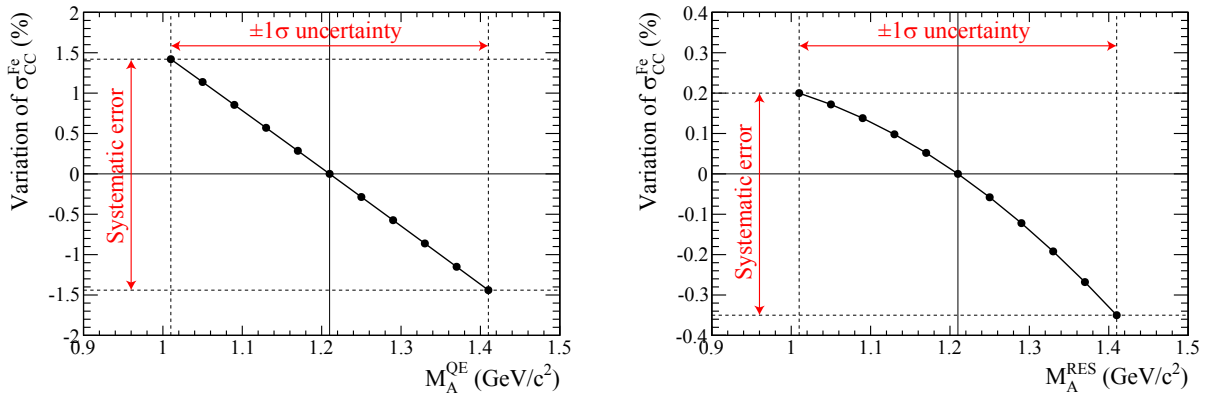 Variation of σ_CC^Fe (%)
±1σ uncertainty
Systematic error
2
1.5
1
0.5
0
-0.5
-1
-1.5
-2
0.9 1 1.1 1.2 1.3 1.4 1.5
M_A^QE (GeV/c²)
Variation of σ_CC^Fe (%)
±1σ uncertainty
Systematic error
0.4
0.3
0.2
0.1
0
-0.1
-0.2
-0.3
-0.4
0.9 1 1.1 1.2 1.3 1.4 1.5
M_A^RES (GeV/c²)